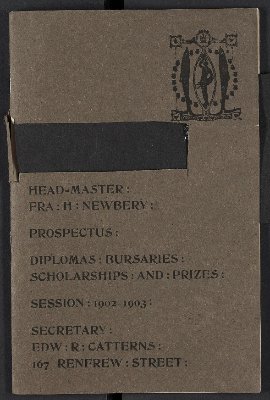 HEAD-MASTER:
FRA: H: NEWBERY:
PROSPECTUS:
DIPLOMAS: BURSARIES:
SCHOLARSHIPS: AND: PRIZES:
SESSION: 1902-1903:
SECRETARY:
EDW: R: CATTERNS:
167 RENFREW: STREET: